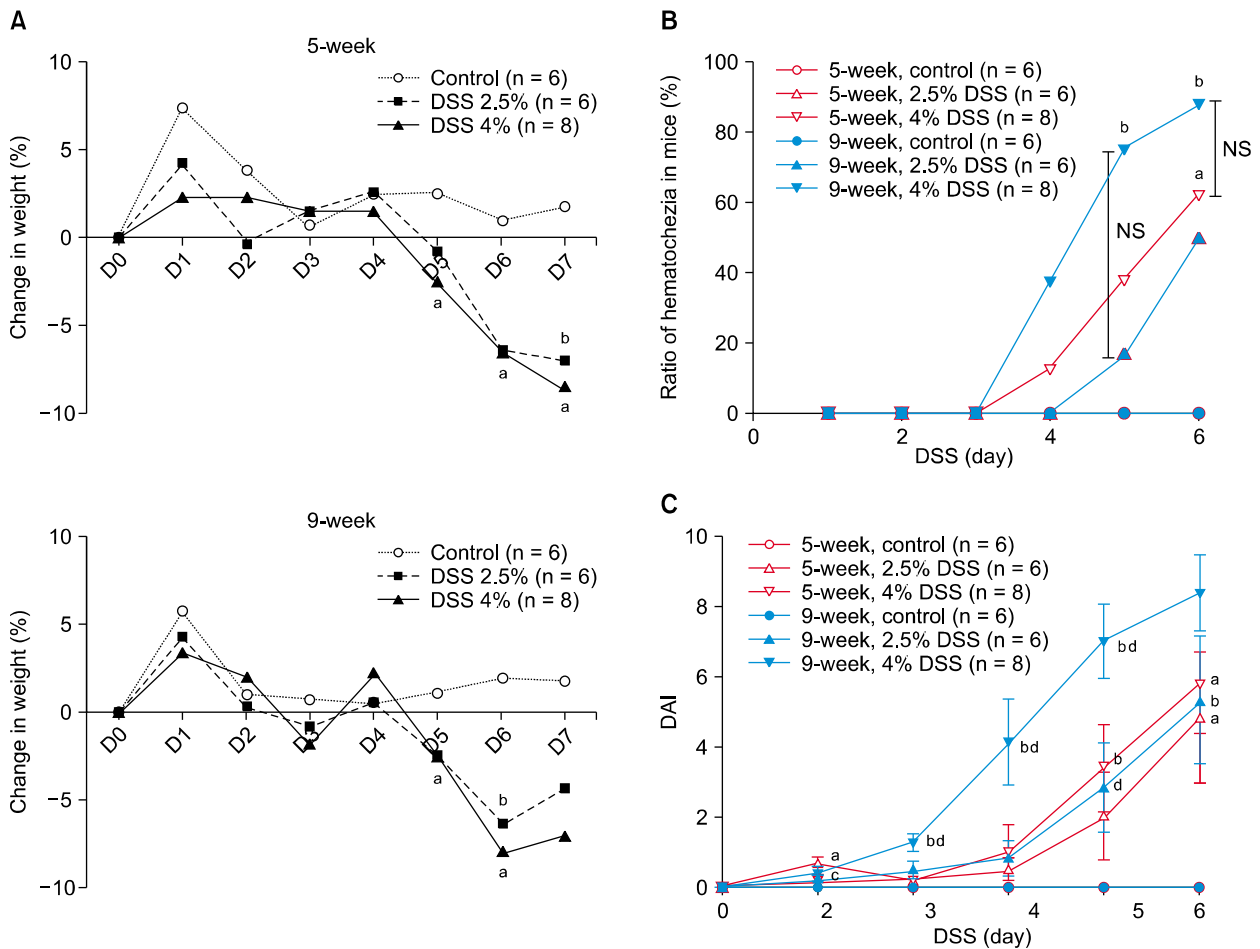 A
5-week
Control (n = 6)
DSS 2.5% (n = 6)
DSS 4% (n = 8)
Change in weight (%)
10
5
0
−5
−10
D0
D1
D2
D3
D4
D5
D6
D7
a
a
b
a
9-week
Control (n = 6)
DSS 2.5% (n = 6)
DSS 4% (n = 8)
Change in weight (%)
10
5
0
−5
−10
D0
D1
D2
D3
D4
D5
D6
D7
a
b
a
B
5-week, control (n = 6)
5-week, 2.5% DSS (n = 6)
5-week, 4% DSS (n = 8)
9-week, control (n = 6)
9-week, 2.5% DSS (n = 6)
9-week, 4% DSS (n = 8)
Ratio of hematochezia in mice (%)
100
80
60
40
20
0
b
b
a
NS
NS
0
2
4
6
DSS (day)
C
5-week, control (n = 6)
5-week, 2.5% DSS (n = 6)
5-week, 4% DSS (n = 8)
9-week, control (n = 6)
9-week, 2.5% DSS (n = 6)
9-week, 4% DSS (n = 8)
DAI
10
8
6
4
2
0
a
c
bd
bd
bd
b
d
a
b
a
0
2
3
4
5
6
DSS (day)